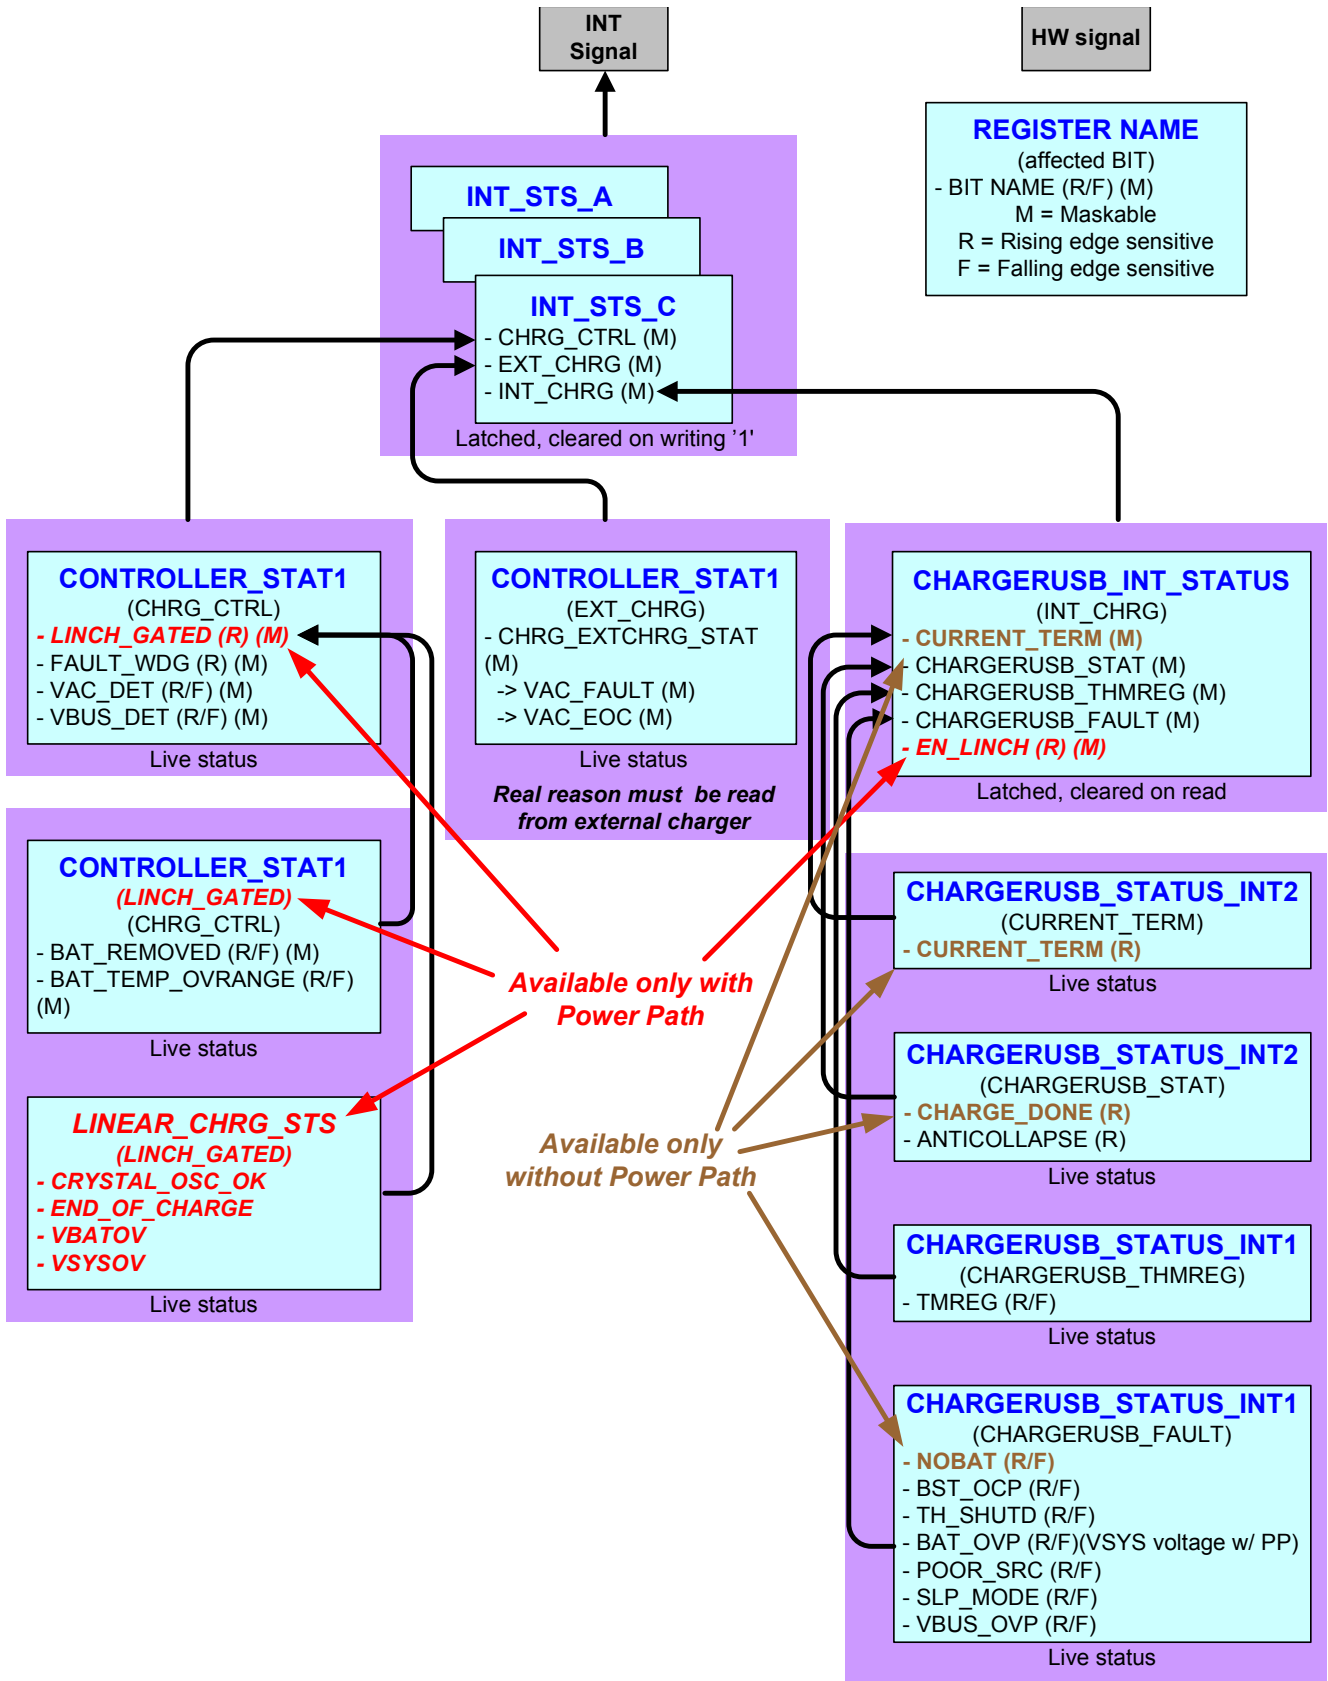 INT
Signal
HW signal
REGISTER NAME
(affected BIT)
- BIT NAME (R/F) (M)
M = Maskable
R = Rising edge sensitive
F = Falling edge sensitive
INT_STS_A
INT_STS_B
INT_STS_C
- CHRG_CTRL (M)
- EXT_CHRG (M)
- INT_CHRG (M)
Latched, cleared on writing '1'
CONTROLLER_STAT1
(CHRG_CTRL)
- LINCH_GATED (R) (M)
- FAULT_WDG (R) (M)
- VAC_DET (R/F) (M)
- VBUS_DET (R/F) (M)
Live status
CONTROLLER_STAT1
(EXT_CHRG)
- CHRG_EXTCHRG_STAT
(M)
-> VAC_FAULT (M)
-> VAC_EOC (M)
Live status
Real reason must be read
from external charger
CHARGERUSB_INT_STATUS
(INT_CHRG)
- CURRENT_TERM (M)
- CHARGERUSB_STAT (M)
- CHARGERUSB_THMREG (M)
- CHARGERUSB_FAULT (M)
- EN_LINCH (R) (M)
Latched, cleared on read
CONTROLLER_STAT1
(LINCH_GATED)
(CHRG_CTRL)
- BAT_REMOVED (R/F) (M)
- BAT_TEMP_OVRANGE (R/F)
(M)
Live status
LINEAR_CHRG_STS
(LINCH_GATED)
- CRYSTAL_OSC_OK
- END_OF_CHARGE
- VBATOV
- VSYSOV
Live status
Available only with
Power Path
Available only
without Power Path
CHARGERUSB_STATUS_INT2
(CURRENT_TERM)
- CURRENT_TERM (R)
Live status
CHARGERUSB_STATUS_INT2
(CHARGERUSB_STAT)
- CHARGE_DONE (R)
- ANTICOLLAPSE (R)
Live status
CHARGERUSB_STATUS_INT1
(CHARGERUSB_THMREG)
- TMREG (R/F)
Live status
CHARGERUSB_STATUS_INT1
(CHARGERUSB_FAULT)
- NOBAT (R/F)
- BST_OCP (R/F)
- TH_SHUTD (R/F)
- BAT_OVP (R/F)(VSYS voltage w/ PP)
- POOR_SRC (R/F)
- SLP_MODE (R/F)
- VBUS_OVP (R/F)
Live status